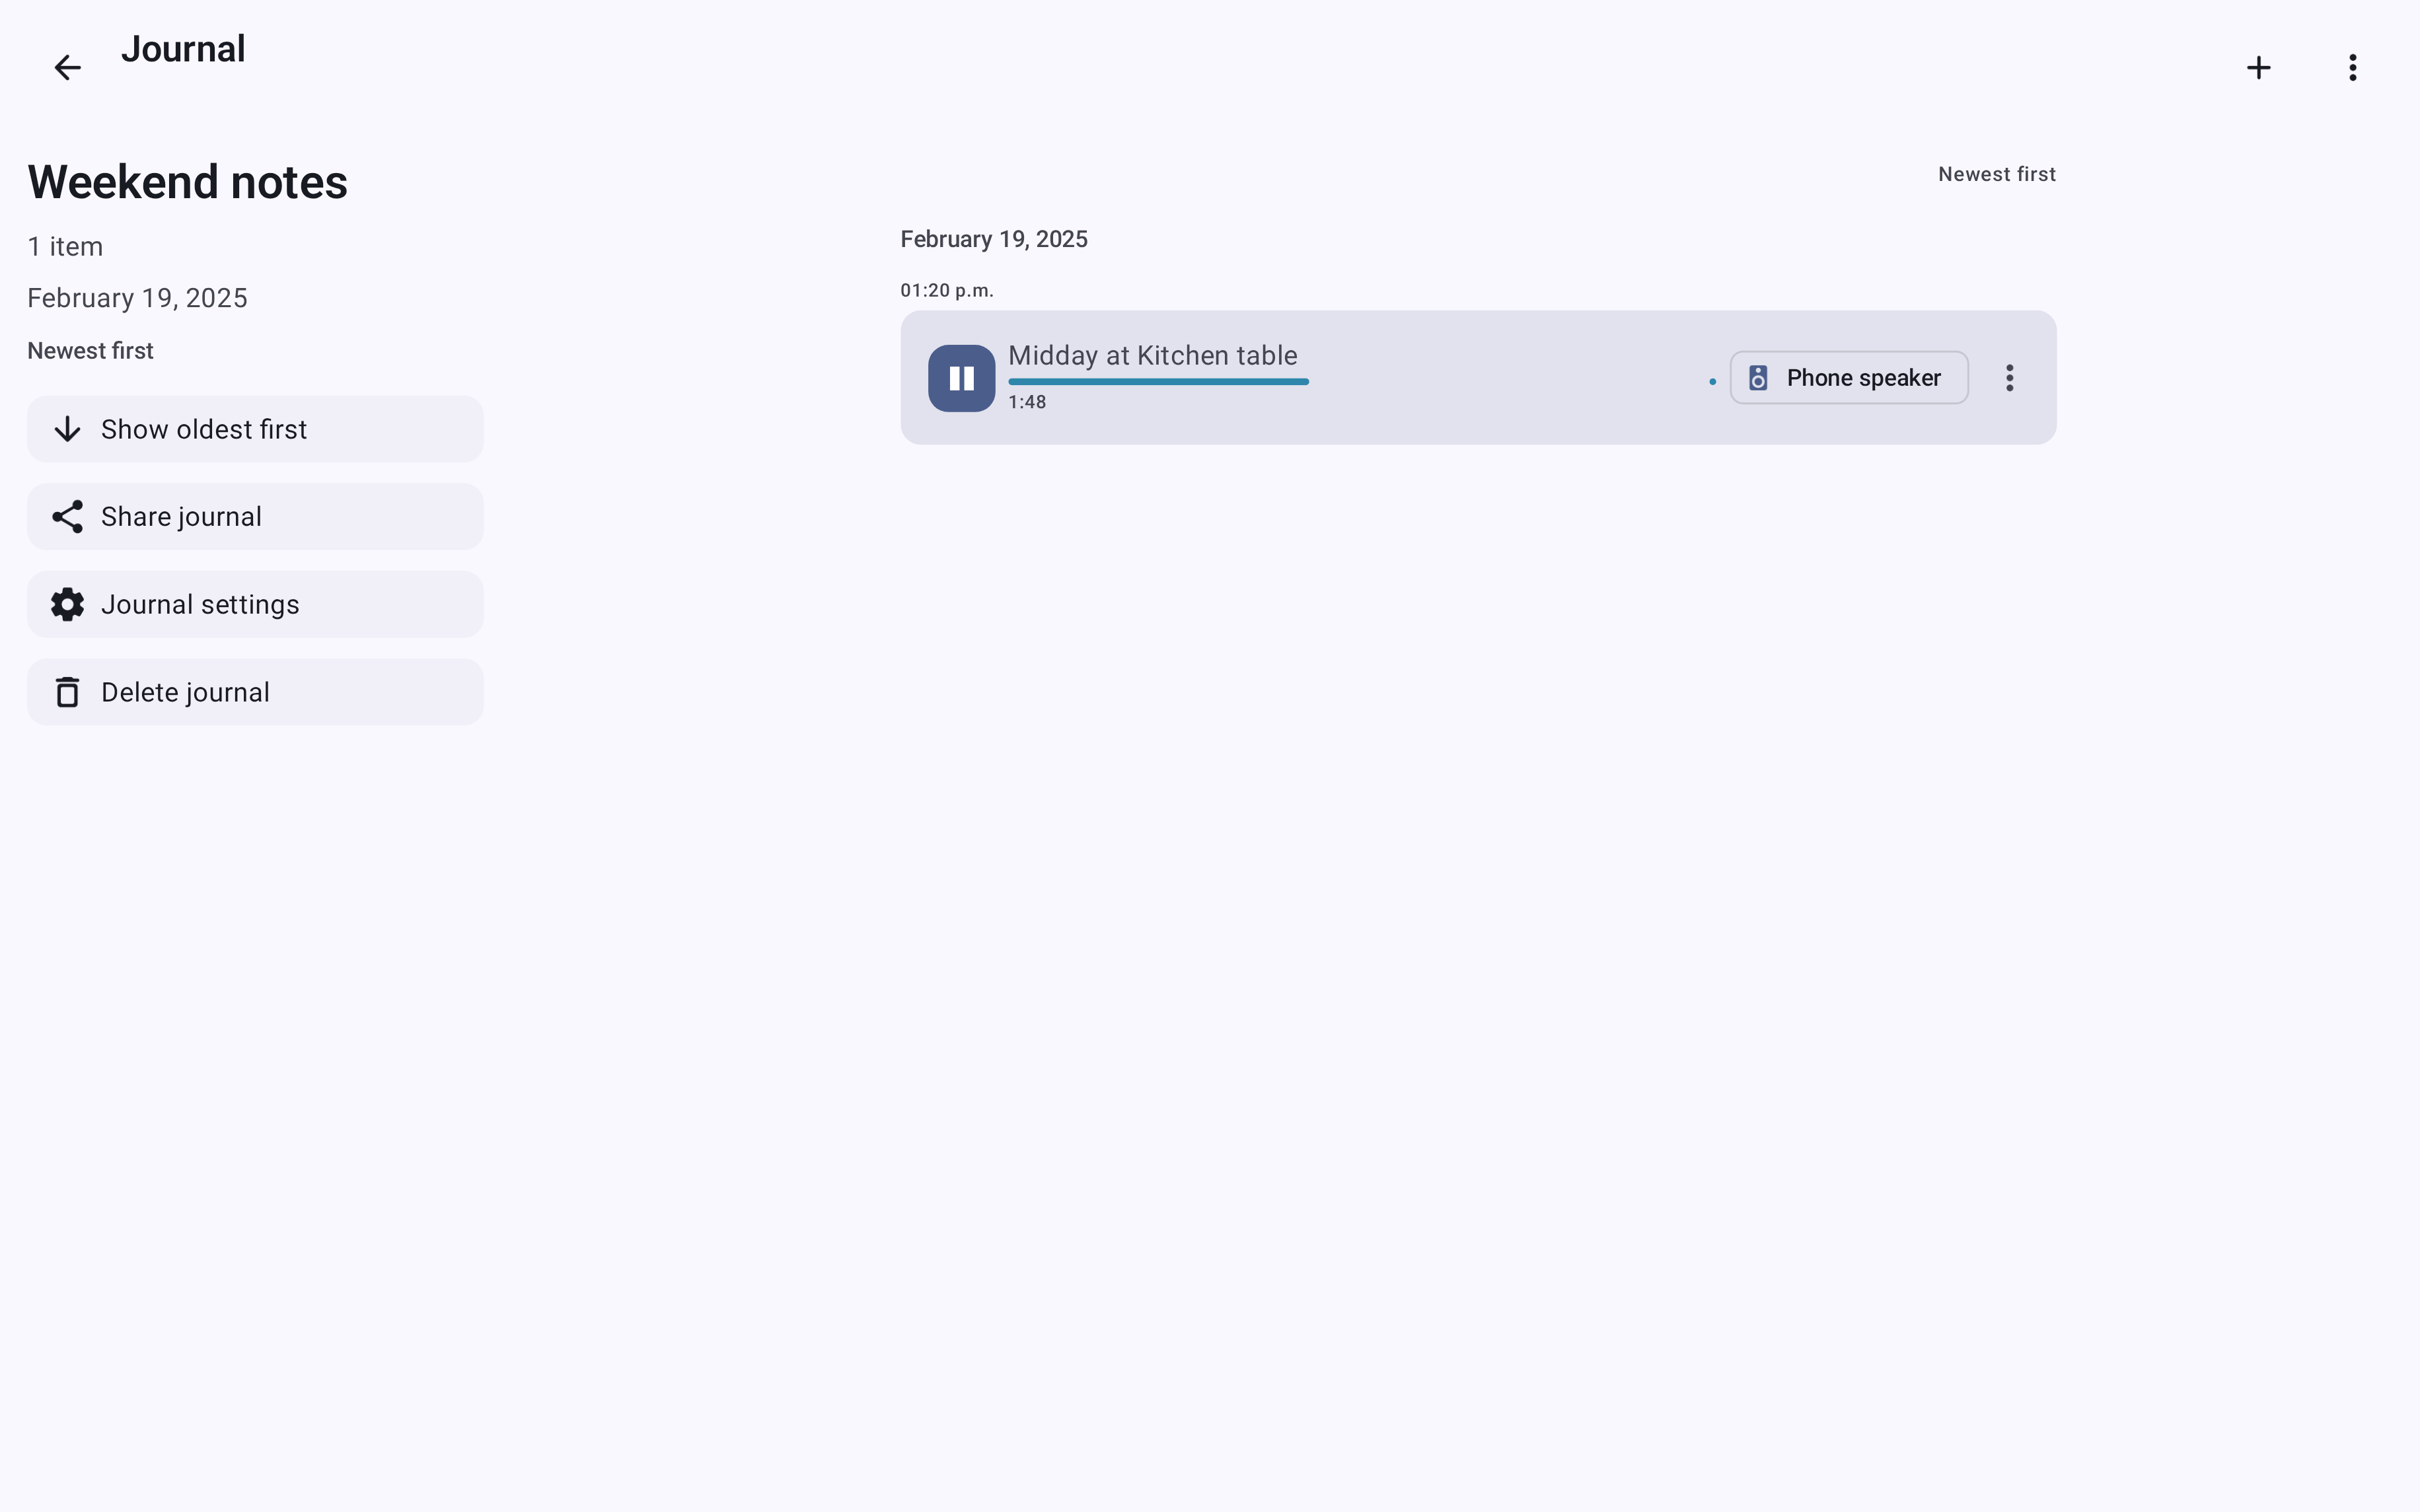 Journal
Weekend notes
1 item
February 19, 2025
Newest first
Show oldest first
Share journal
Journal settings
Delete journal
Newest first
February 19, 2025
01:20 p.m.
Midday at Kitchen table
1:48
Phone speaker